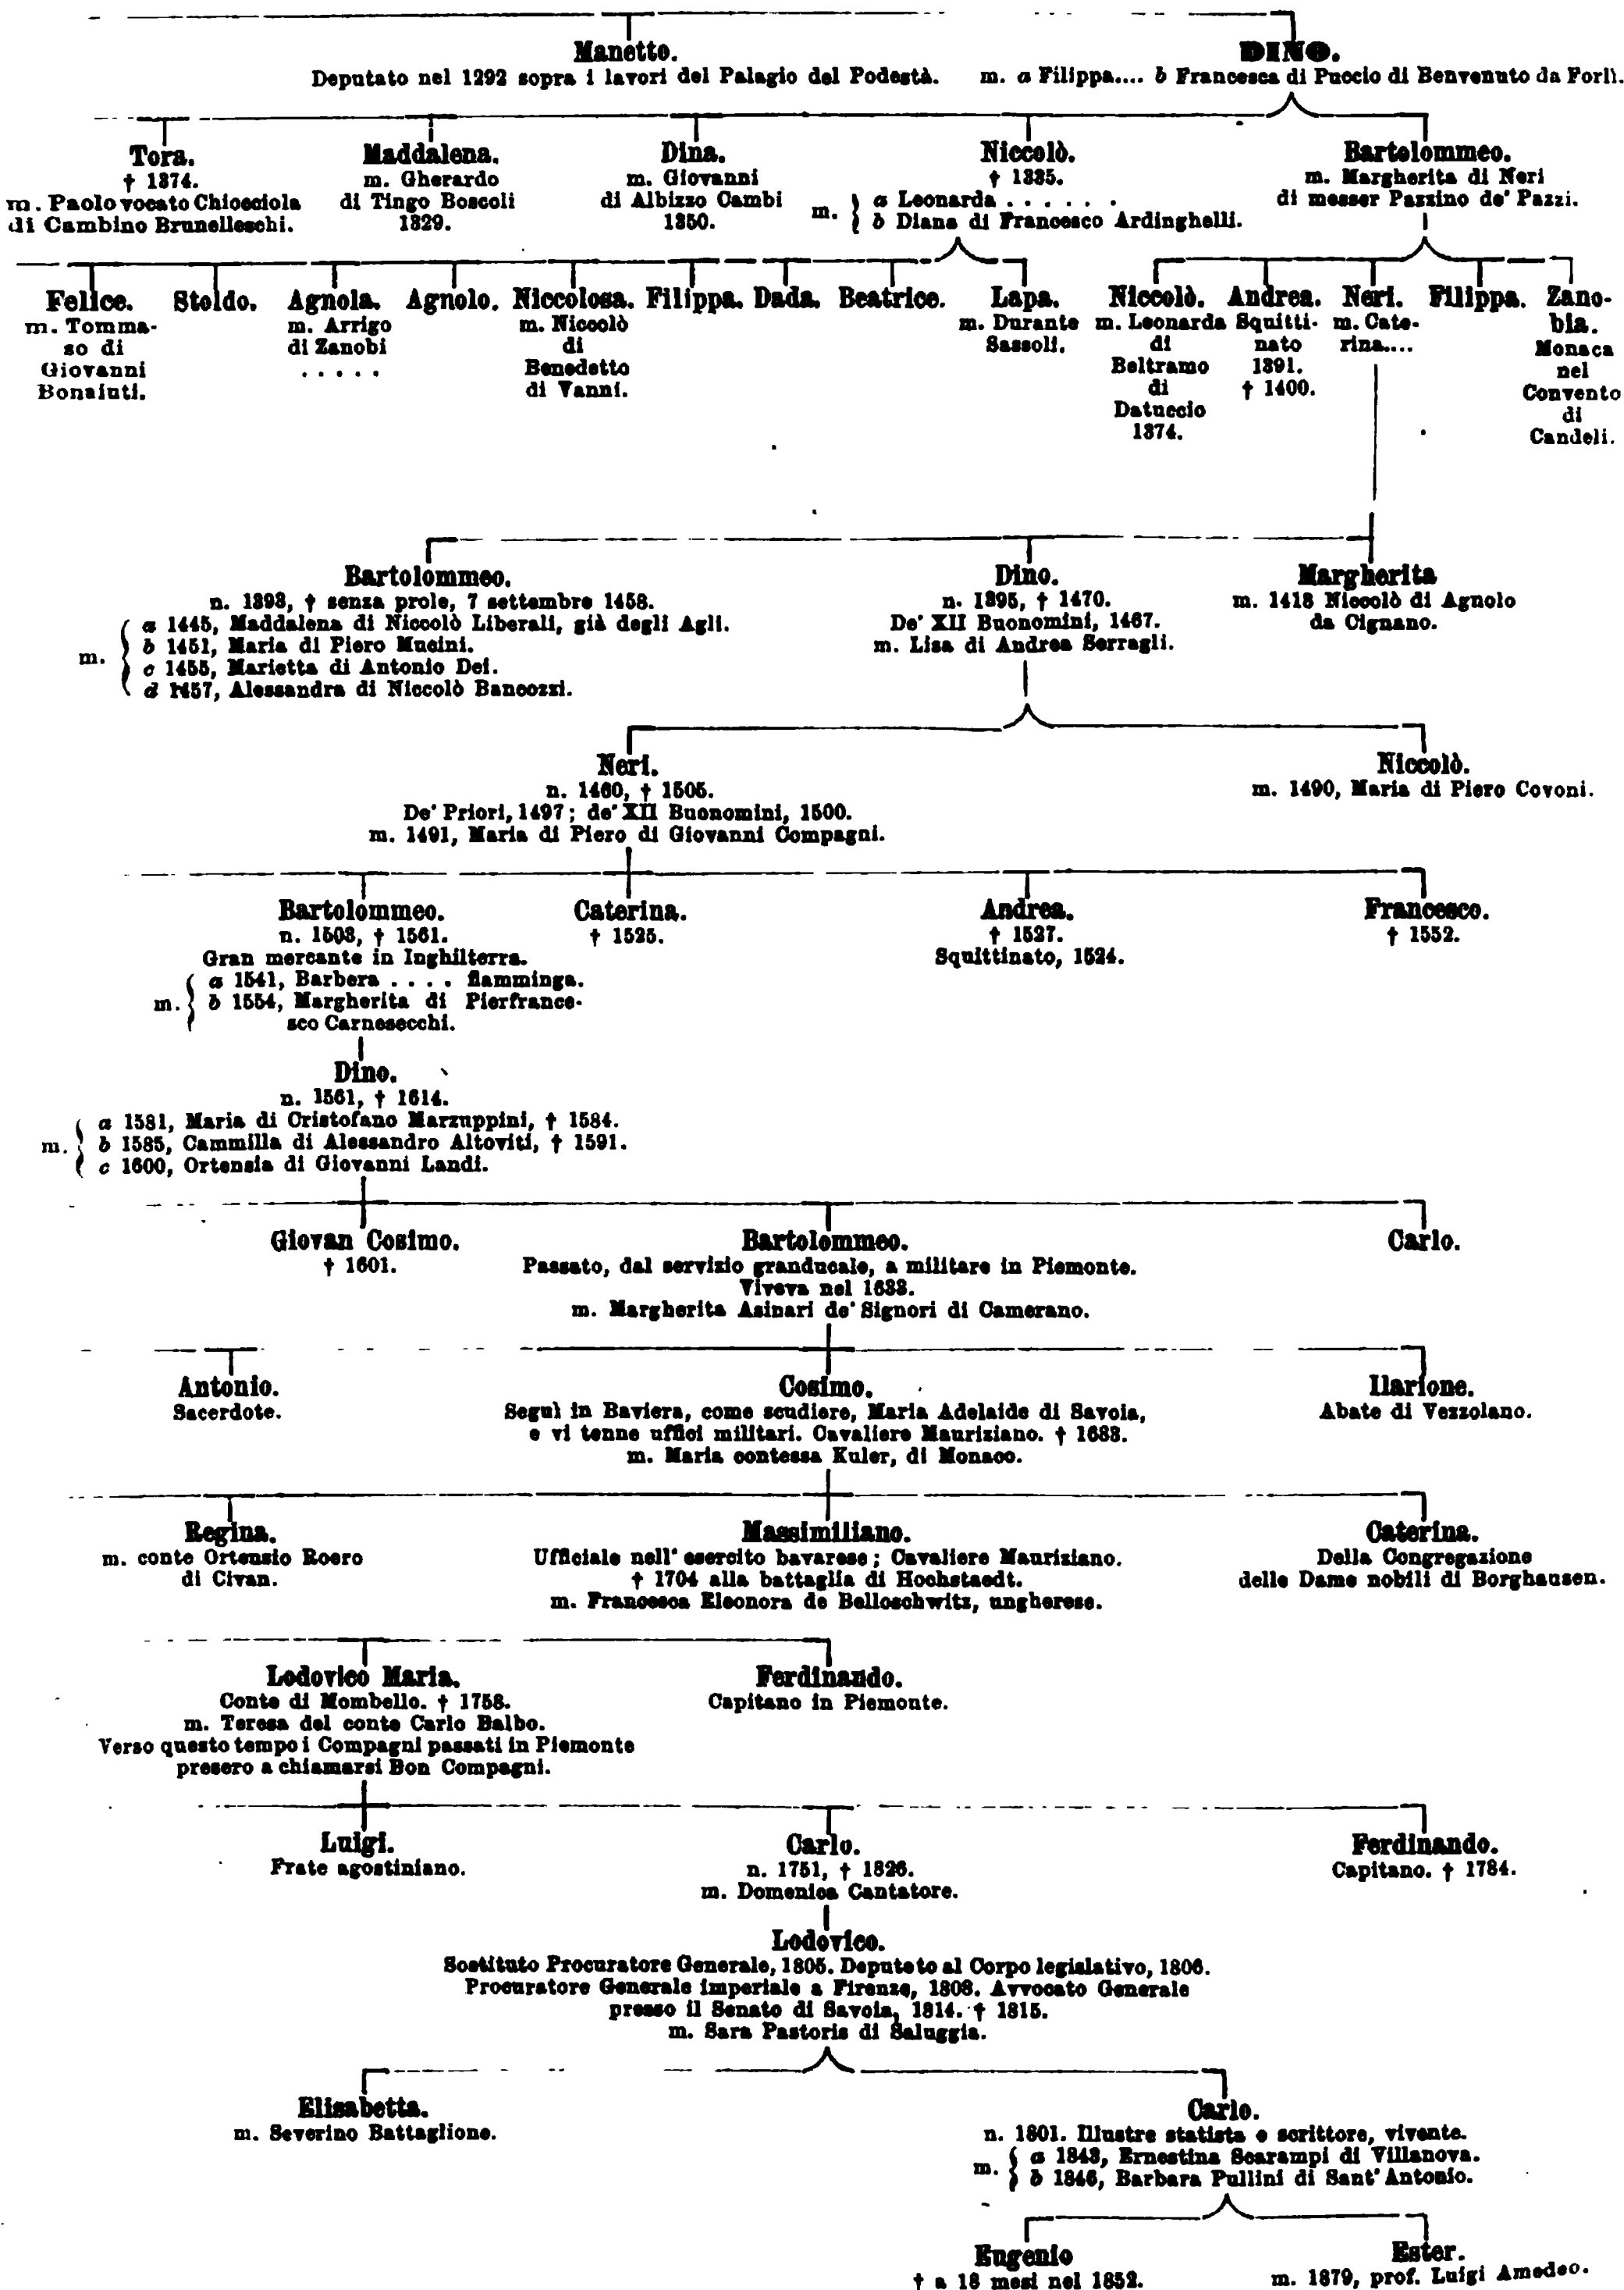 Manetto.
Deputato nel 1292 sopra i lavori del Palagio del Podestà.
DINO.
m. a Filippa.... b Francesca di Puccio di Benvenuto da Forlì.
Tora.
† 1374.
m. Paolo vocato Chiocciola
di Cambino Brunelleschi.
Maddalena.
m. Gherardo
di Tingo Boscoli
1329.
Dina.
m. Giovanni
di Albizzo Cambi
1350.
Niccolò.
† 1335.
m.
a Leonarda . . . . . .
b Diana di Francesco Ardinghelli.
Bartolommeo.
m. Margherita di Neri
di messer Pazzino de' Pazzi.
Felice.
m. Tomma-
so di
Giovanni
Bonaiuti.
Stoldo.
Agnola.
m. Arrigo
di Zanobi
. . . . .
Agnolo.
Niccolosa.
m. Niccolò
di
Benedetto
di Vanni.
Filippa.
Dada.
Beatrice.
Lapa.
m. Durante
Sassoli.
Niccolò.
m. Leonarda
di
Beltramo
di
Datuccio
1374.
Andrea.
Squitti-
nato
1391.
† 1400.
Neri.
m. Cate-
rina....
Filippa.
Zano-
bia.
Monaca
nel
Convento
di
Candeli.
Bartolommeo.
n. 1393, † senza prole, 7 settembre 1458.
m.
a 1445, Maddalena di Niccolò Liberali, già degli Agli.
b 1451, Maria di Piero Mucini.
c 1455, Marietta di Antonio Dei.
d 1457, Alessandra di Niccolò Bancozzi.
Dino.
n. 1395, † 1470.
De' XII Buonomini, 1467.
m. Lisa di Andrea Serragli.
Margherita
m. 1418 Niccolò di Agnolo
da Cignano.
Neri.
n. 1460, † 1505.
De' Priori, 1497; de' XII Buonomini, 1500.
m. 1491, Maria di Piero di Giovanni Compagni.
Niccolò.
m. 1490, Maria di Piero Covoni.
Bartolommeo.
n. 1503, † 1561.
Gran mercante in Inghilterra.
m.
a 1541, Barbera . . . . fiamminga.
b 1554, Margherita di Pierfrance-
sco Carnesecchi.
Caterina.
† 1525.
Andrea.
† 1527.
Squittinato, 1524.
Francesco.
† 1552.
Dino.
n. 1561, † 1614.
m.
a 1581, Maria di Cristofano Marzuppini, † 1584.
b 1585, Cammilla di Alessandro Altoviti, † 1591.
c 1600, Ortensia di Giovanni Landi.
Giovan Cosimo.
† 1601.
Bartolommeo.
Passato, dal servizio granducale, a militare in Piemonte.
Viveva nel 1633.
m. Margherita Asinari de' Signori di Camerano.
Carlo.
Antonio.
Sacerdote.
Cosimo.
Seguì in Baviera, come scudiere, Maria Adelaide di Savoia,
e vi tenne uffici militari. Cavaliere Mauriziano. † 1683.
m. Maria contessa Kuler, di Monaco.
Ilarione.
Abate di Vezzolano.
Regina.
m. conte Ortensio Roero
di Civan.
Massimiliano.
Ufficiale nell' esercito bavarese; Cavaliere Mauriziano.
† 1704 alla battaglia di Hochstaedt.
m. Francesca Eleonora de Belloschwitz, ungherese.
Caterina.
Della Congregazione
delle Dame nobili di Borghausen.
Lodovico Maria.
Conte di Mombello. † 1758.
m. Teresa del conte Carlo Balbo.
Verso questo tempo i Compagni passati in Piemonte
presero a chiamarsi Bon Compagni.
Ferdinando.
Capitano in Piemonte.
Luigi.
Frate agostiniano.
Carlo.
n. 1751, † 1826.
m. Domenica Cantatore.
Ferdinando.
Capitano. † 1784.
Lodovico.
Sostituto Procuratore Generale, 1805. Deputato al Corpo legislativo, 1806.
Procuratore Generale imperiale a Firenze, 1808. Avvocato Generale
presso il Senato di Savoia, 1814. † 1815.
m. Sara Pastoris di Saluggia.
Elisabetta.
m. Severino Battaglione.
Carlo.
n. 1801. Illustre statista e scrittore, vivente.
m.
a 1843, Ernestina Scarampi di Villanova.
b 1846, Barbara Pullini di Sant' Antonio.
Eugenio
† a 18 mesi nel 1852.
Ester.
m. 1879, prof. Luigi Amedeo.